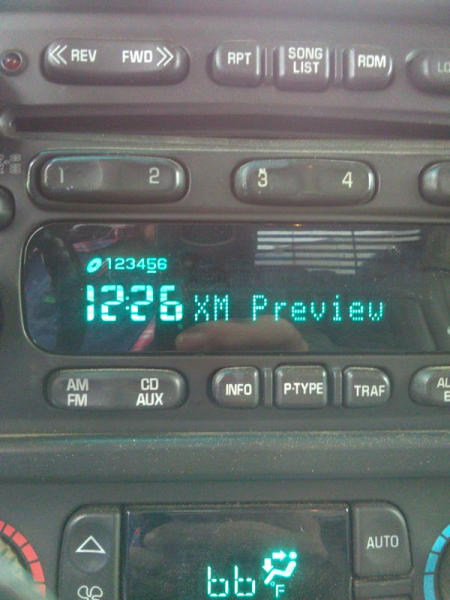 REV FWD RPT SONG LIST RDM
1 2 3 4
123456
12:26 XM Preview
AM FM CD AUX INFO P-TYPE TRAF
AUTO
66 °F